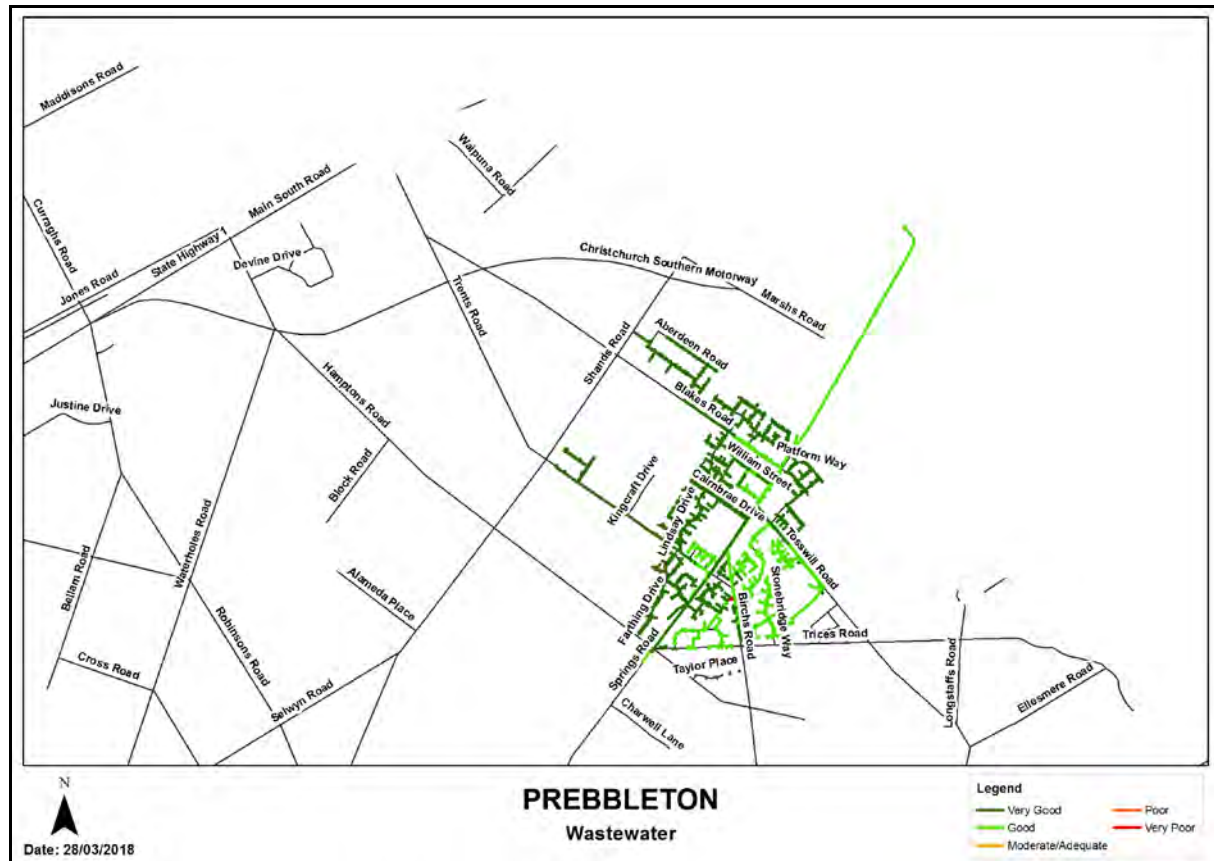 Maddisons Road
Waipuna Road
Main South Road
Curraghs Road
State Highway 1
Devine Drive
Jones Road
Christchurch Southern Motorway
Marshs Road
Trents Road
Aberdeen Road
Shands Road
Hamptons Road
Blakes Road
Justine Drive
Platform Way
William Street
Block Road
Kingcraft Drive
Cairnbrae Drive
Lindsay Drive
Tosswill Road
Waterholes Road
Bellam Road
Alameda Place
Farthing Drive
Birchs Road
Stonebridge Way
Robinsons Road
Trices Road
Cross Road
Springs Road
Taylor Place
Longstaffs Road
Ellesmere Road
Selwyn Road
Charwell Lane
N
Date: 28/03/2018
PREBBLETON
Wastewater
Legend
Very Good
Good
Moderate/Adequate
Poor
Very Poor